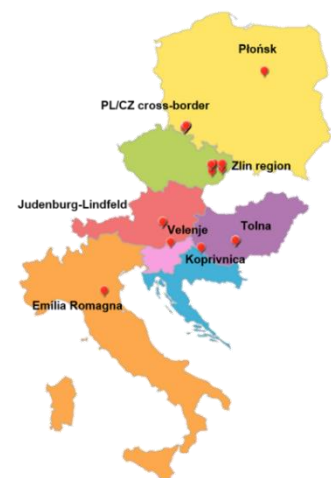 Płońsk
PL/CZ cross-border
Zlin region
Judenburg-Lindfeld
Velenje
Tolna
Koprivnica
Emilia Romagna